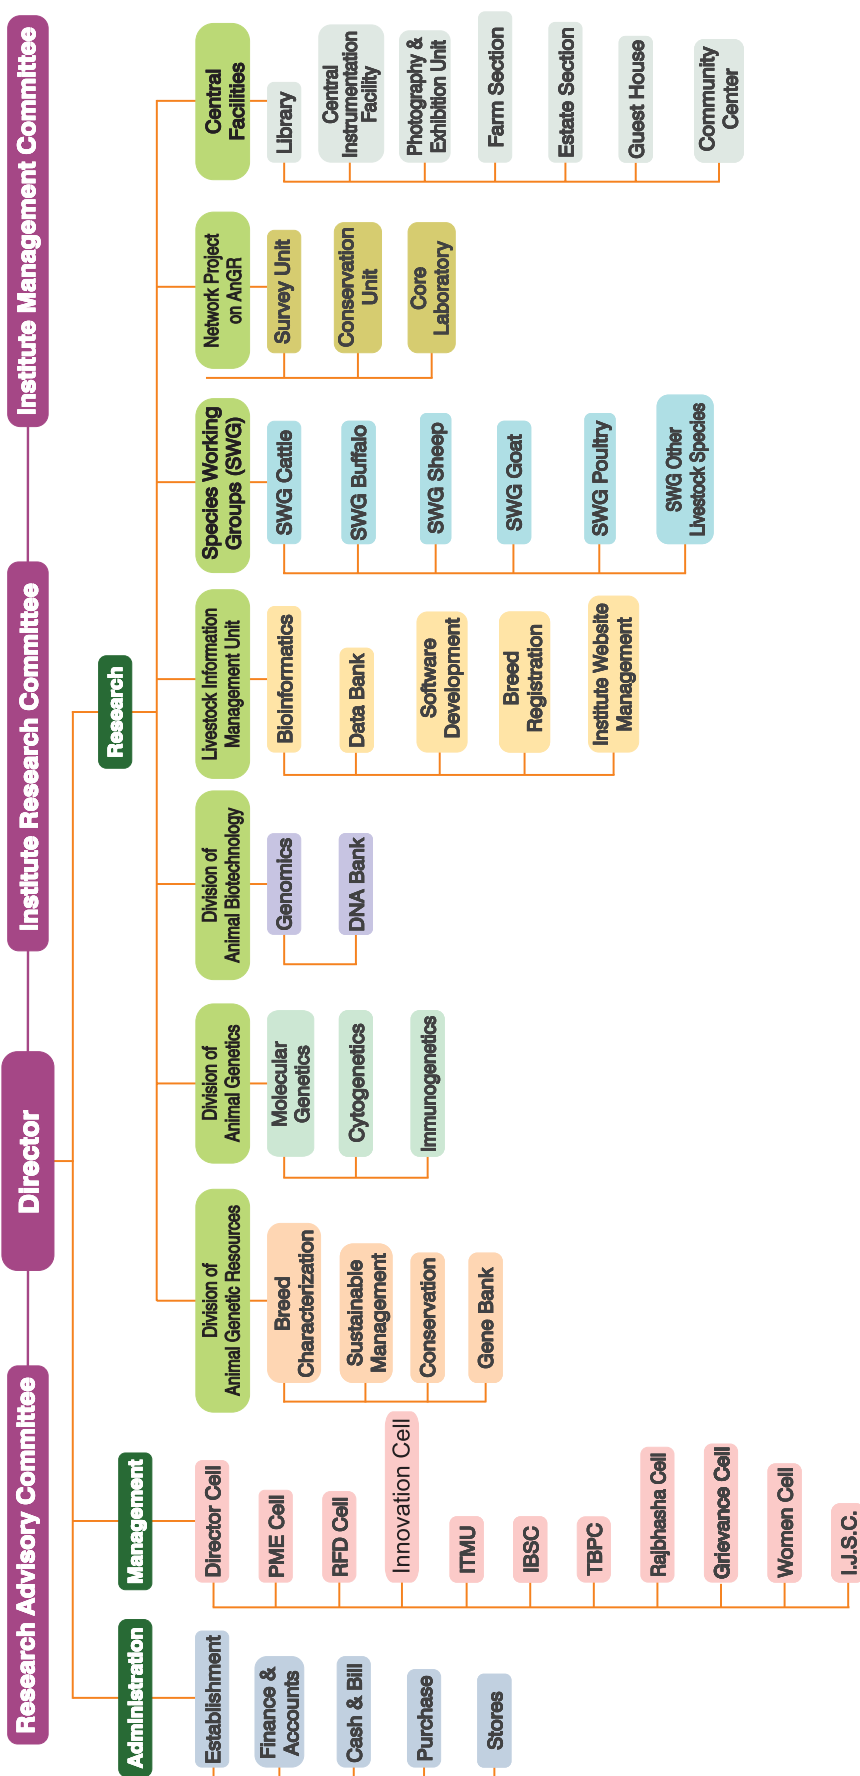 Research Advisory Committee
Director
Institute Research Committee
Institute Management Committee
Administration
Establishment
Finance &
Accounts
Cash & Bill
Purchase
Stores
Management
Director Cell
PME Cell
RFD Cell
Innovation Cell
ITMU
IBSC
TBPC
Rajbhasha Cell
Grievance Cell
Women Cell
I.J.S.C.
Research
Division of
Animal Genetic Resources
Breed
Characterization
Sustainable
Management
Conservation
Gene Bank
Division of
Animal Genetics
Molecular
Genetics
Cytogenetics
Immunogenetics
Division of
Animal Biotechnology
Genomics
DNA Bank
Livestock Information
Management Unit
Bioinformatics
Data Bank
Software
Development
Breed
Registration
Institute Website
Management
Species Working
Groups (SWG)
SWG Cattle
SWG Buffalo
SWG Sheep
SWG Goat
SWG Poultry
SWG Other
Livestock Species
Network Project
on AnGR
Survey Unit
Conservation
Unit
Core
Laboratory
Central
Facilities
Library
Central
Instrumentation
Facility
Photography &
Exhibition Unit
Farm Section
Estate Section
Guest House
Community
Center